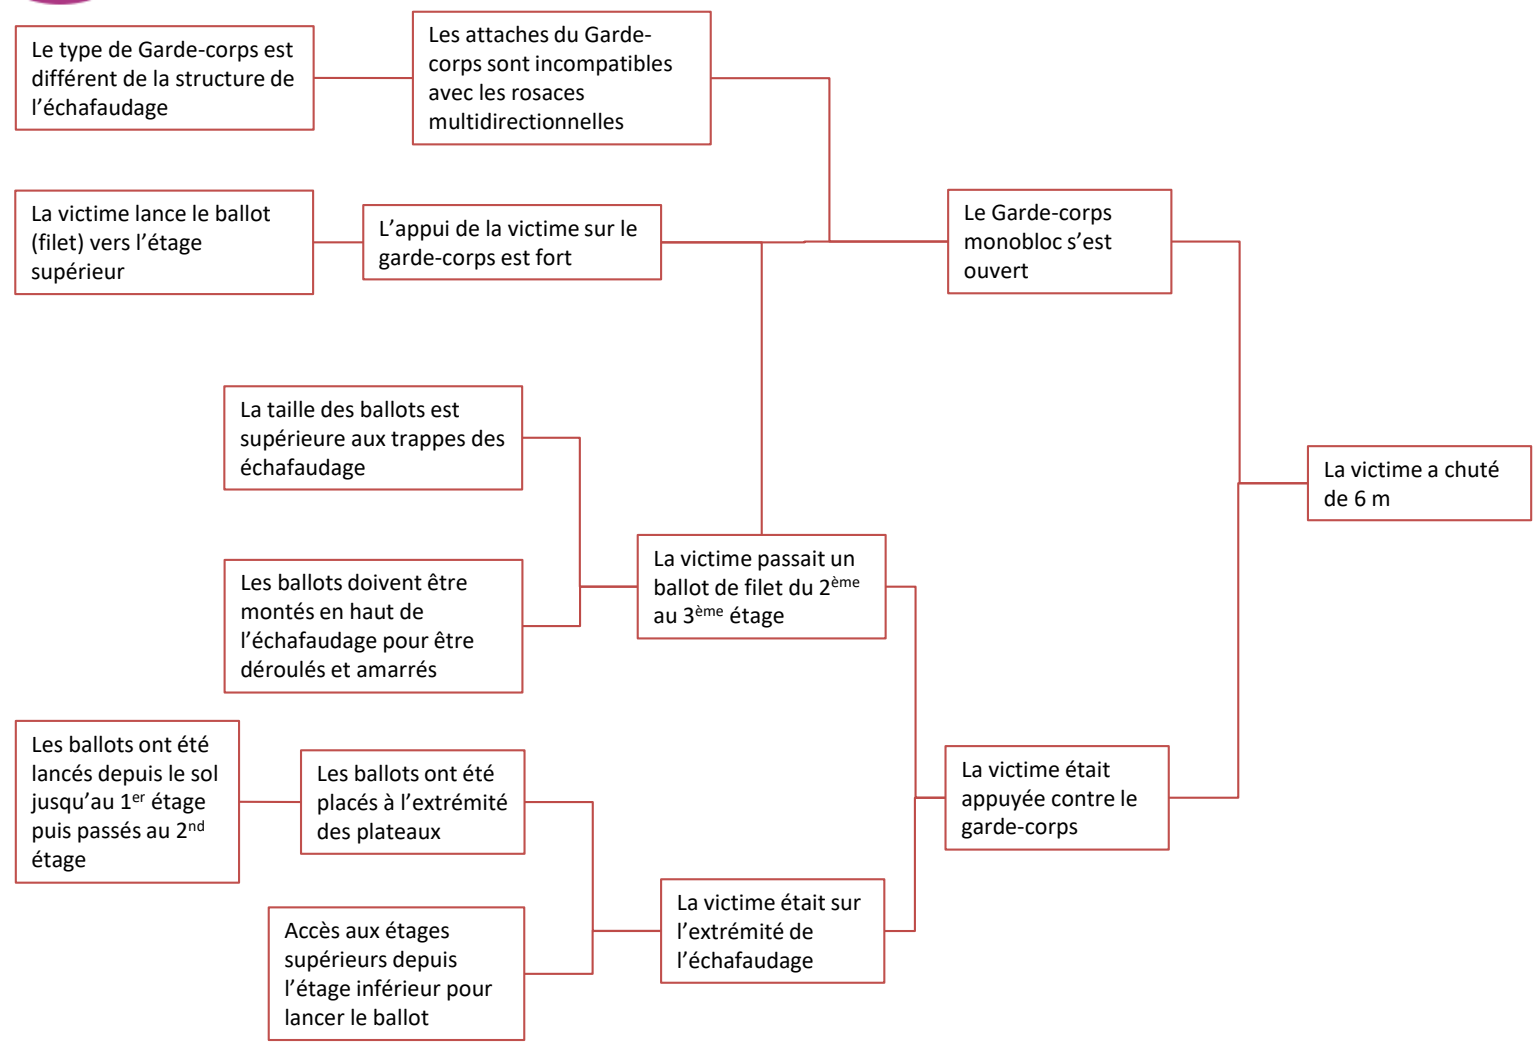 Le type de Garde-corps est
différent de la structure de
l’échafaudage
Les attaches du Garde-
corps sont incompatibles
avec les rosaces
multidirectionnelles
La victime lance le ballot
(filet) vers l’étage
supérieur
L’appui de la victime sur le
garde-corps est fort
Le Garde-corps
monobloc s’est
ouvert
La taille des ballots est
supérieure aux trappes des
échafaudage
La victime a chuté
de 6 m
Les ballots doivent être
montés en haut de
l’échafaudage pour être
déroulés et amarrés
La victime passait un
ballot de filet du 2ème
au 3ème étage
Les ballots ont été
lancés depuis le sol
jusqu’au 1er étage
puis passés au 2nd
étage
Les ballots ont été
placés à l’extrémité
des plateaux
La victime était
appuyée contre le
garde-corps
Accès aux étages
supérieurs depuis
l’étage inférieur pour
lancer le ballot
La victime était sur
l’extrémité de
l’échafaudage